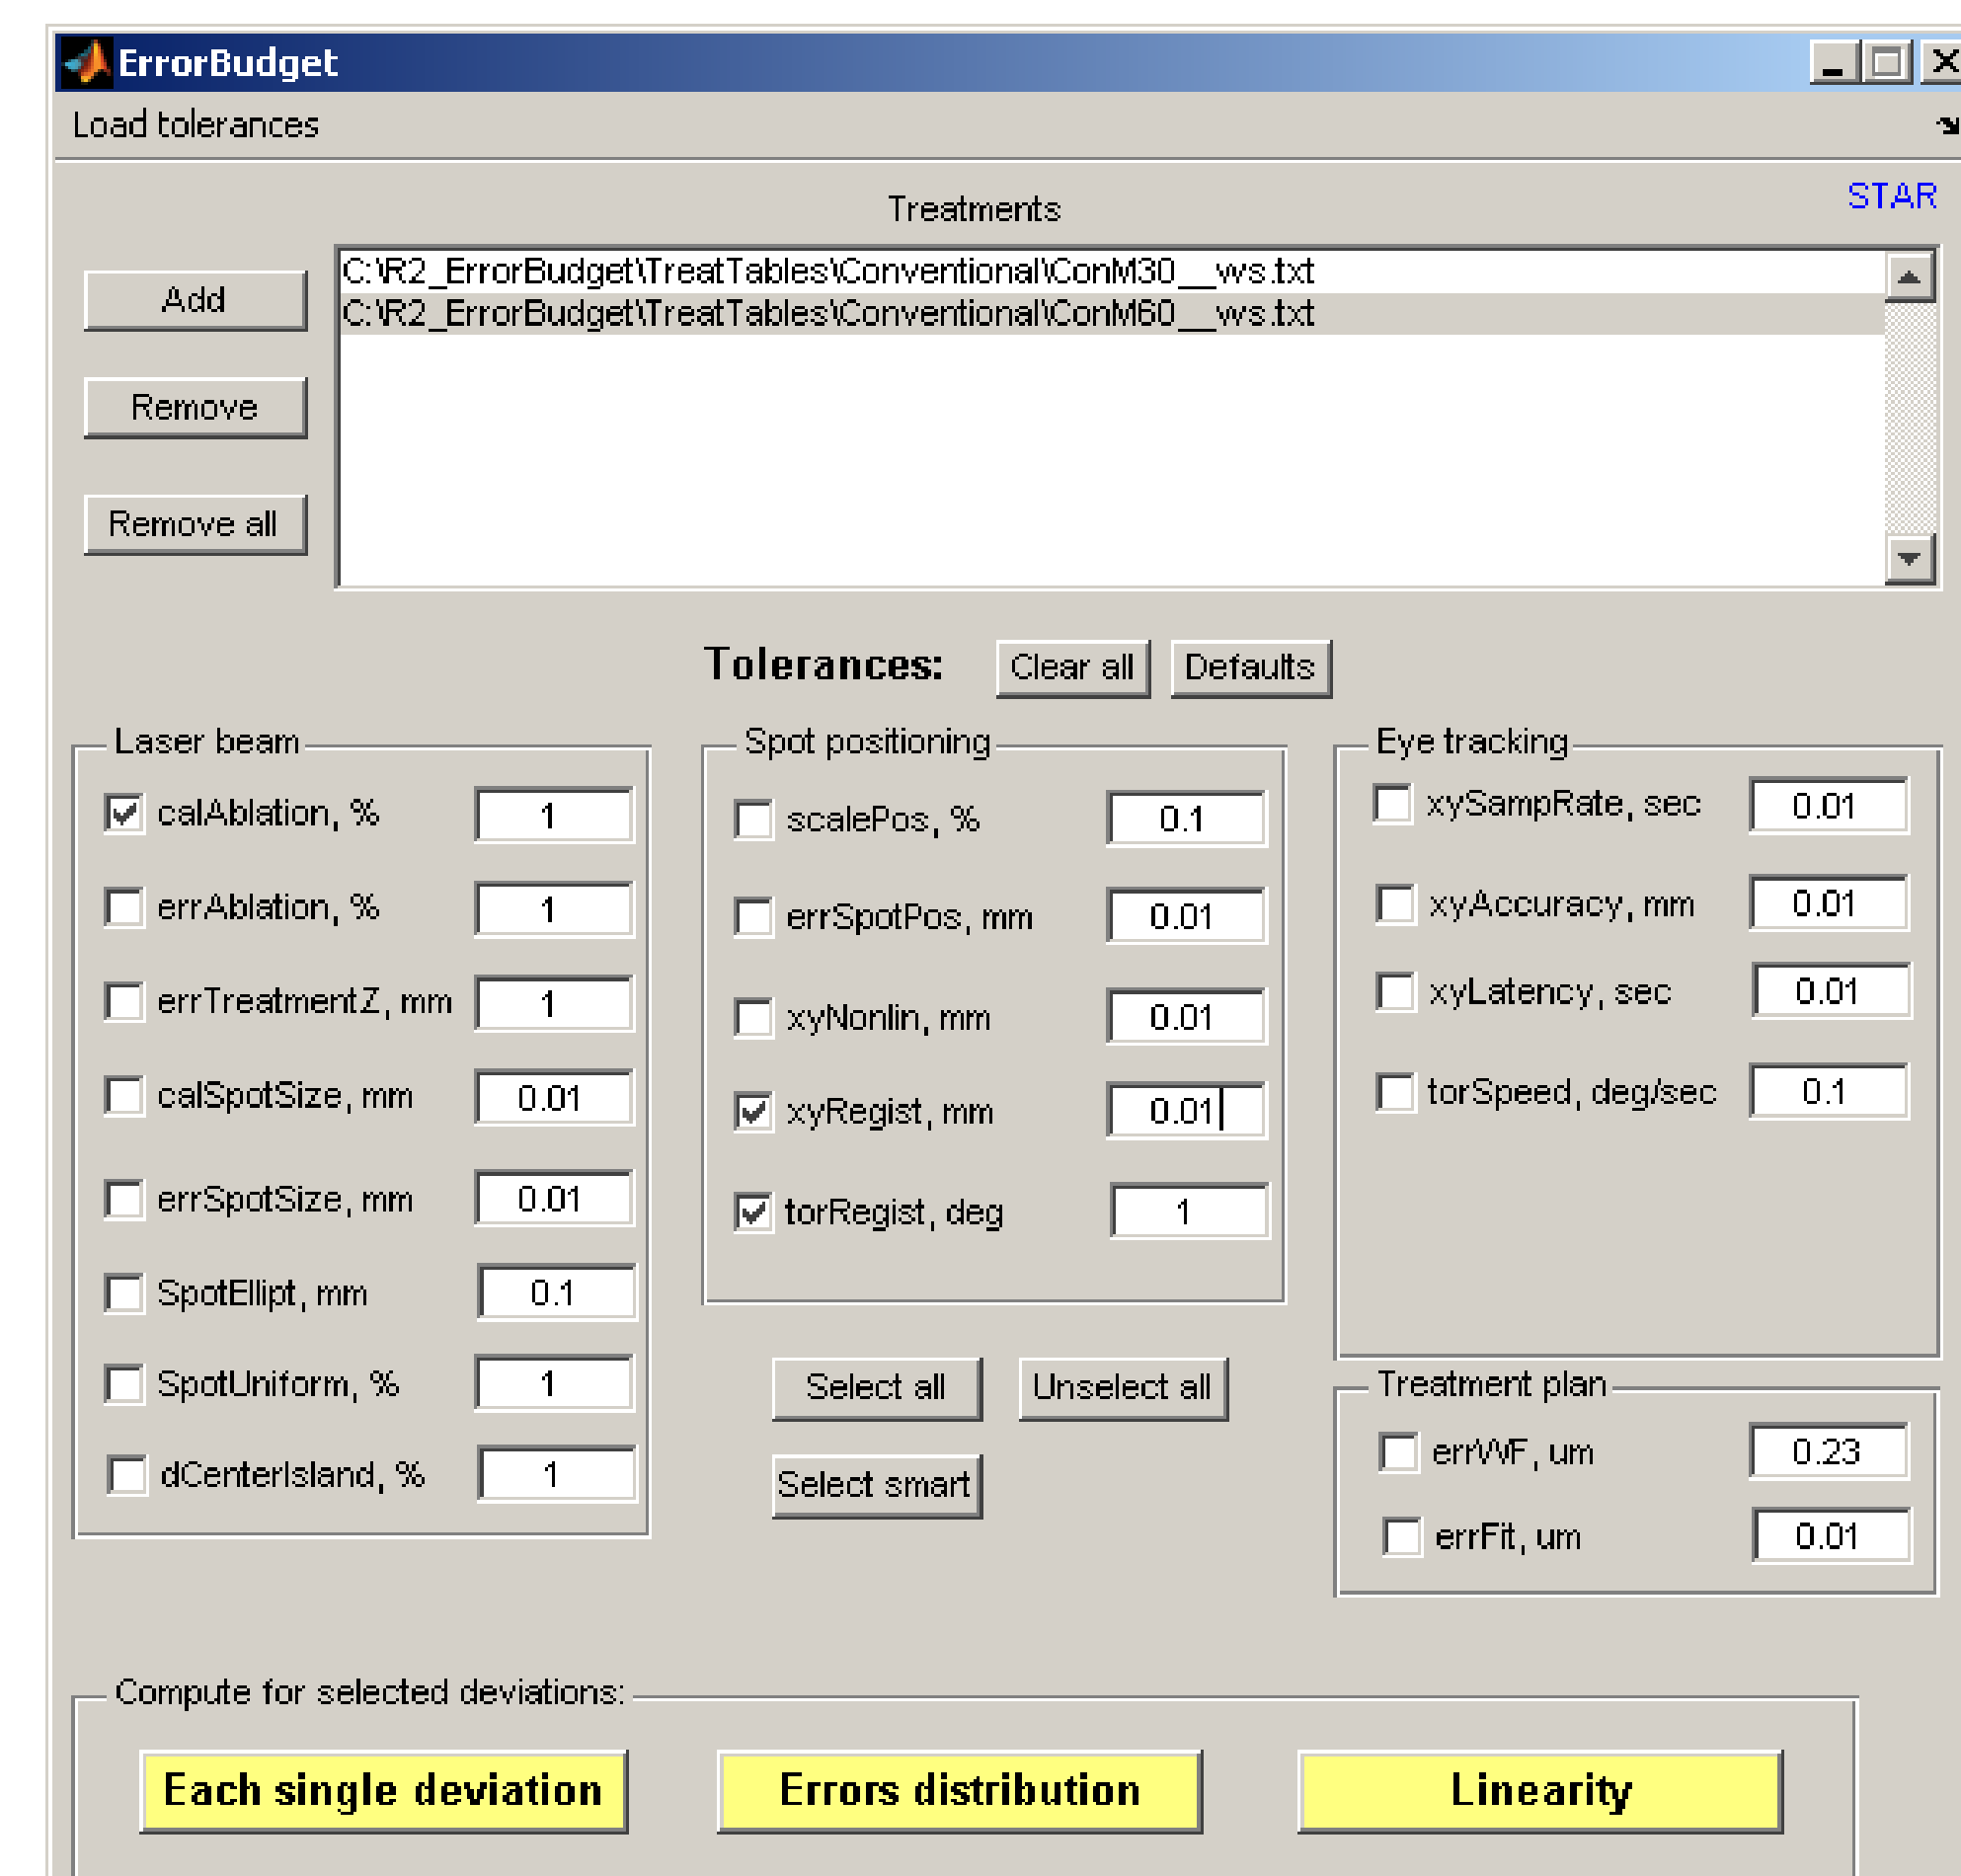 ErrorBudget
Load tolerances
STAR
Treatments
Add
C:\R2_ErrorBudget\TreatTables\Conventional\ConM30__ws.txt
C:\R2_ErrorBudget\TreatTables\Conventional\ConM60__ws.txt
Remove
Remove all
Tolerances: Clear all Defaults
Laser beam
calAblation, % 1
errAblation, % 1
errTreatmentZ, mm 1
calSpotSize, mm 0.01
errSpotSize, mm 0.01
SpotEllipt, mm 0.1
SpotUniform, % 1
dCenterIsland, % 1
Spot positioning
scalePos, % 0.1
errSpotPos, mm 0.01
xyNonlin, mm 0.01
xyRegist, mm 0.01
torRegist, deg 1
Select all Unselect all
Select smart
Eye tracking
xySampRate, sec 0.01
xyAccuracy, mm 0.01
xyLatency, sec 0.01
torSpeed, deg/sec 0.1
Treatment plan
errWF, um 0.23
errFit, um 0.01
Compute for selected deviations:
Each single deviation Errors distribution Linearity